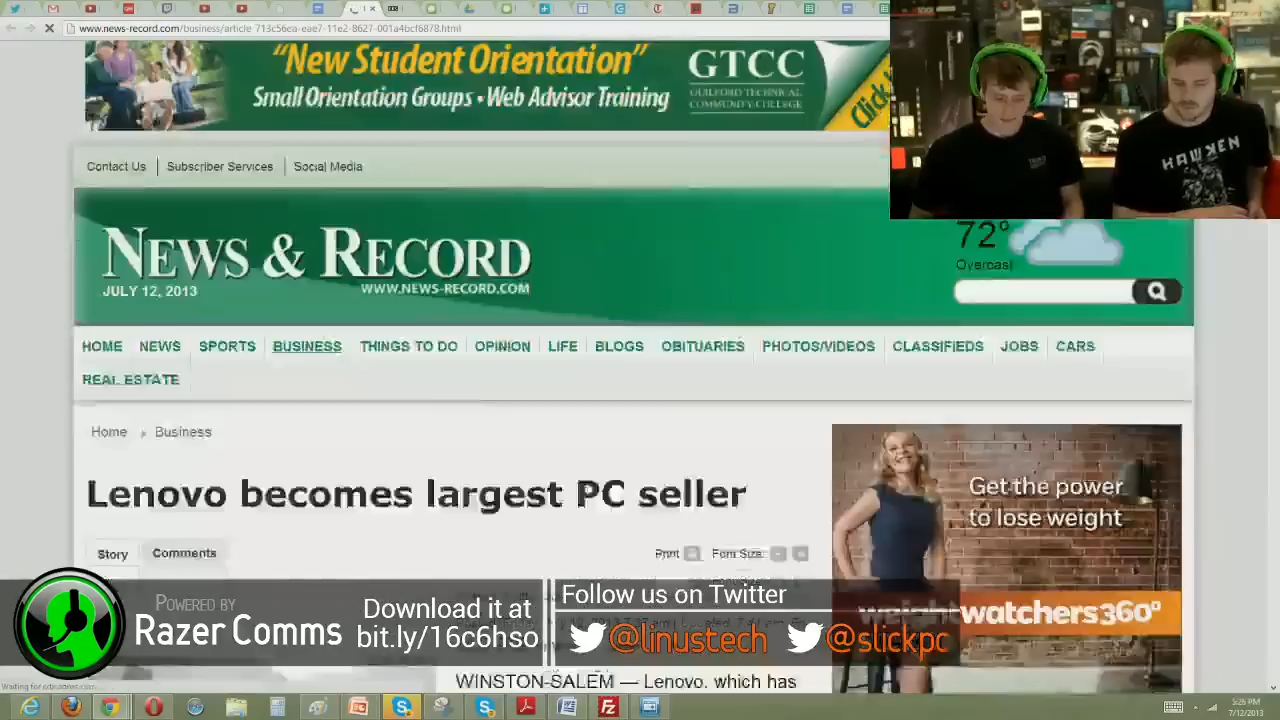 www.news-record.com/business/article_713c56ea-eae7-11e2-8627-001a4bcf6878.html
"New Student Orientation"
Small Orientation Groups • Web Advisor Training
GTCC
GUILFORD TECHNICAL
COMMUNITY COLLEGE
Click
Contact Us
Subscriber Services
Social Media
HAWKEN
NEWS & RECORD
JULY 12, 2013
WWW.NEWS-RECORD.COM
72°
Overcast
HOME NEWS SPORTS BUSINESS THINGS TO DO OPINION LIFE BLOGS OBITUARIES PHOTOS/VIDEOS CLASSIFIEDS JOBS CARS
REAL ESTATE
Home
Business
Lenovo becomes largest PC seller
Story
Comments
Print
Font Size:
Get the power
to lose weight
weightwatchers360°
POWERED BY
Razer Comms
Download it at
bit.ly/16c6hso
Follow us on Twitter
@linustech
@slickpc
WINSTON-SALEM — Lenovo, which has
5:26 PM
7/12/2013